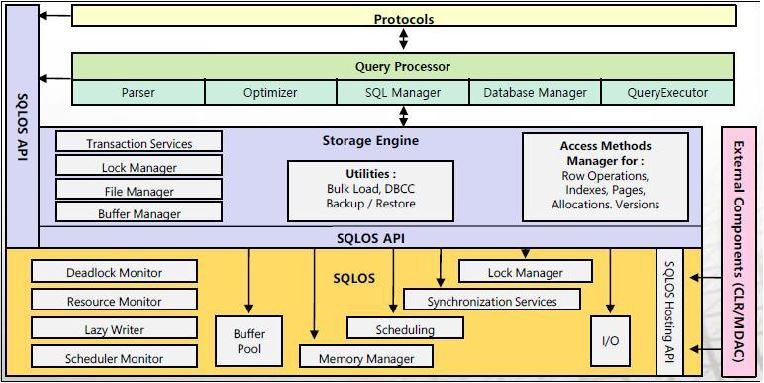 Protocols
SQLOS API
Query Processor
Parser
Optimizer
SQL Manager
Database Manager
QueryExecutor
Storage Engine
Transaction Services
Lock Manager
File Manager
Buffer Manager
Utilities :
Bulk Load, DBCC
Backup / Restore
Access Methods
Manager for :
Row Operations,
Indexes, Pages,
Allocations, Versions
External Components (CLR/MDAC)
SQLOS API
SQLOS
Deadlock Monitor
Resource Monitor
Lazy Writer
Scheduler Monitor
Buffer
Pool
Lock Manager
Synchronization Services
Scheduling
Memory Manager
I/O
SQLOS Hosting API